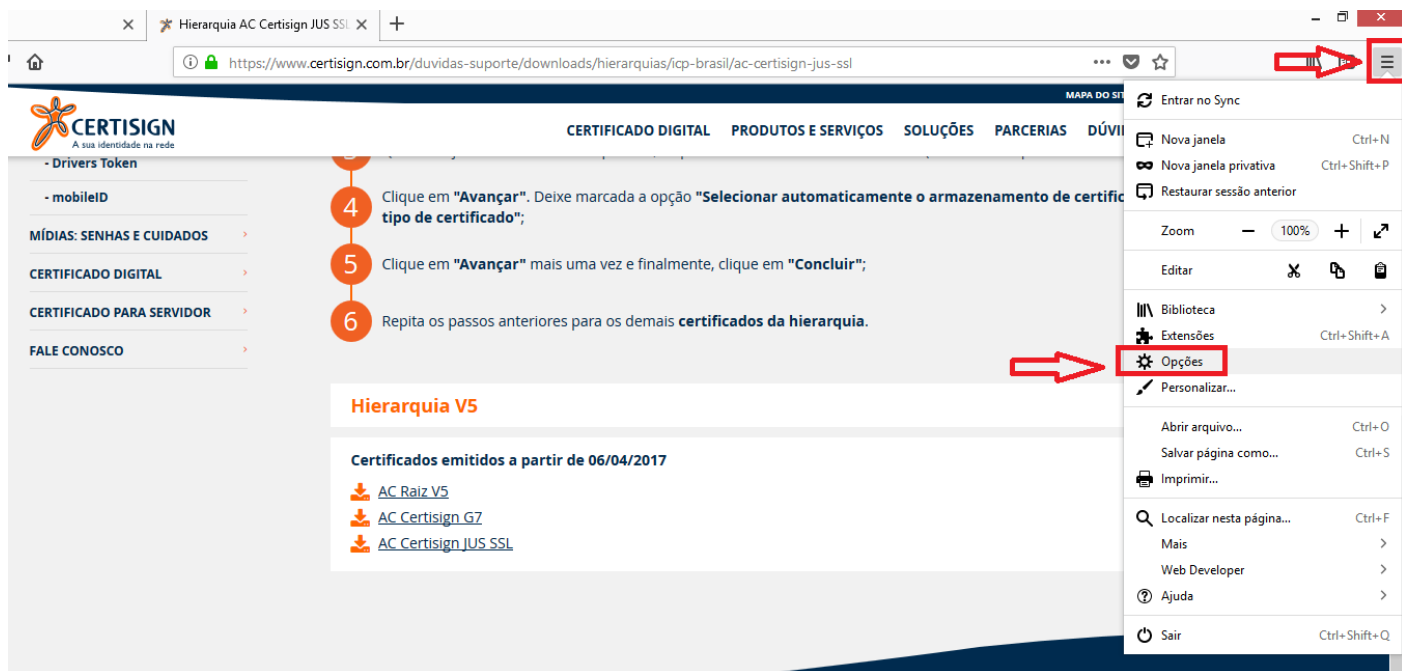 Hierarquia AC Certisign JUS SSL
https://www.certisign.com.br/duvidas-suporte/downloads/hierarquias/icp-brasil/ac-certisign-jus-ssl
MAPA DO
CERTISIGN
A sua identidade na rede
CERTIFICADO DIGITAL PRODUTOS E SERVIÇOS SOLUÇÕES PARCERIAS
- Drivers Token
- mobileID
MÍDIAS: SENHAS E CUIDADOS
CERTIFICADO DIGITAL
CERTIFICADO PARA SERVIDOR
FALE CONOSCO
4
Clique em "Avançar". Deixe marcada a opção "Selecionar automaticamente o armazenamento de
tipo de certificado";
5
Clique em "Avançar" mais uma vez e finalmente, clique em "Concluir";
6
Repita os passos anteriores para os demais certificados da hierarquia.
Hierarquia V5
Certificados emitidos a partir de 06/04/2017
AC Raiz V5
AC Certisign G7
AC Certisign JUS SSL
Entrar no Sync
Nova janela Ctrl+N
Nova janela privativa Ctrl+Shift+P
Restaurar sessão anterior
Zoom 100%
Editar
Biblioteca
Extensões Ctrl+Shift+A
Opções
Personalizar...
Abrir arquivo... Ctrl+O
Salvar página como... Ctrl+S
Imprimir...
Localizar nesta página... Ctrl+F
Mais
Web Developer
Ajuda
Sair Ctrl+Shift+Q